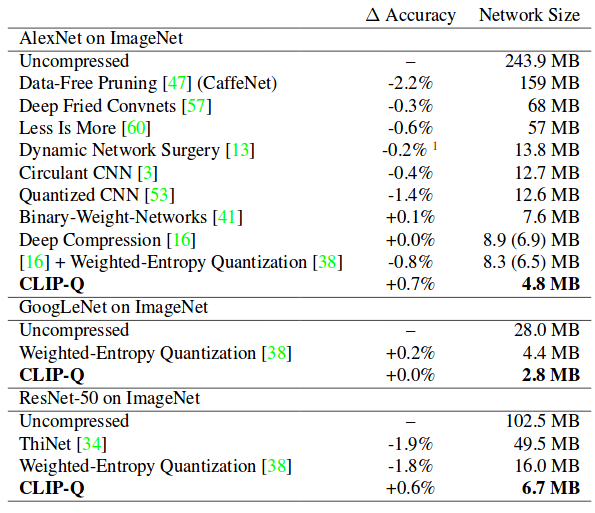 Δ Accuracy Network Size
AlexNet on ImageNet
Uncompressed – 243.9 MB
Data-Free Pruning [47] (CaffeNet) -2.2% 159 MB
Deep Fried Convnets [57] -0.3% 68 MB
Less Is More [60] -0.6% 57 MB
Dynamic Network Surgery [13] -0.2% 1 13.8 MB
Circulant CNN [3] -0.4% 12.7 MB
Quantized CNN [53] -1.4% 12.6 MB
Binary-Weight-Networks [41] +0.1% 7.6 MB
Deep Compression [16] +0.0% 8.9 (6.9) MB
[16] + Weighted-Entropy Quantization [38] -0.8% 8.3 (6.5) MB
CLIP-Q +0.7% 4.8 MB
GoogLeNet on ImageNet
Uncompressed – 28.0 MB
Weighted-Entropy Quantization [38] +0.2% 4.4 MB
CLIP-Q +0.0% 2.8 MB
ResNet-50 on ImageNet
Uncompressed – 102.5 MB
ThiNet [34] -1.9% 49.5 MB
Weighted-Entropy Quantization [38] -1.8% 16.0 MB
CLIP-Q +0.6% 6.7 MB